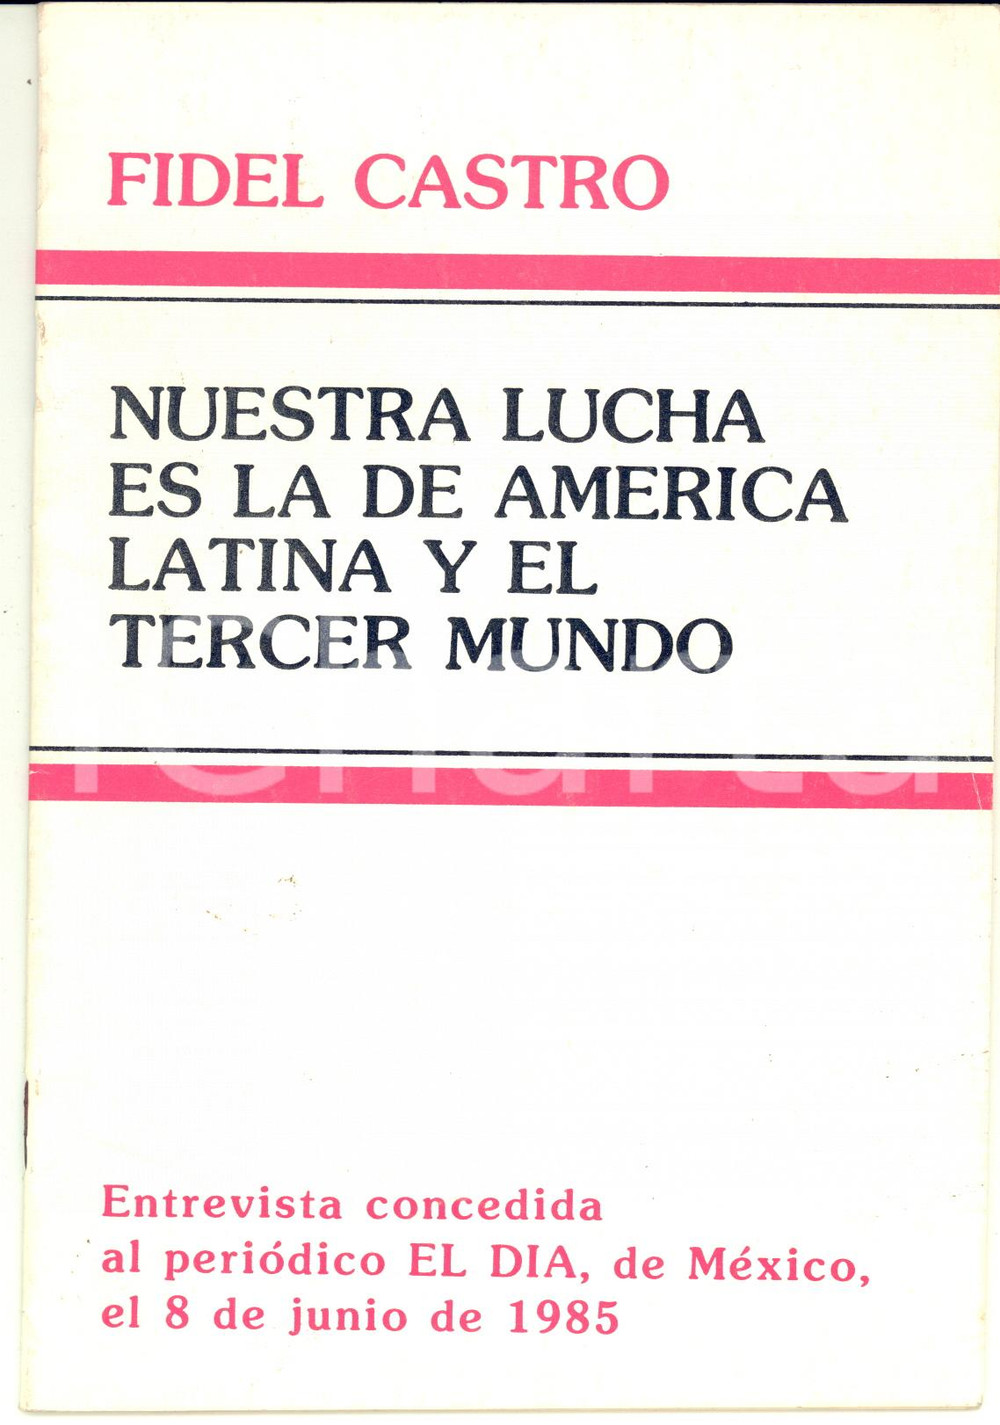 FIDEL CASTRO
NUESTRA LUCHA
ES LA DE AMERICA
LATINA Y EL
TERCER MUNDO
Entrevista concedida
al periódico EL DIA, de México,
el 8 de junio de 1985